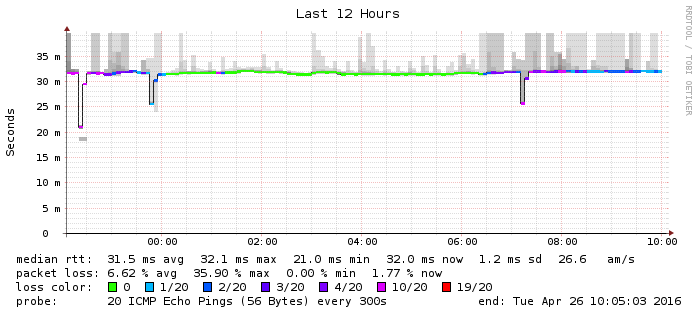 Last 12 Hours
RRDTOOL / TOBI OETIKER
Seconds
35 m
30 m
25 m
20 m
15 m
10 m
5 m
0
00:00 02:00 04:00 06:00 08:00 10:00
median rtt: 31.5 ms avg 32.1 ms max 21.0 ms min 32.0 ms now 1.2 ms sd 26.6 am/s
packet loss: 6.62 % avg 35.90 % max 0.00 % min 1.77 % now
loss color: 0 1/20 2/20 3/20 4/20 10/20 19/20
probe: 20 ICMP Echo Pings (56 Bytes) every 300s end: Tue Apr 26 10:05:03 2016